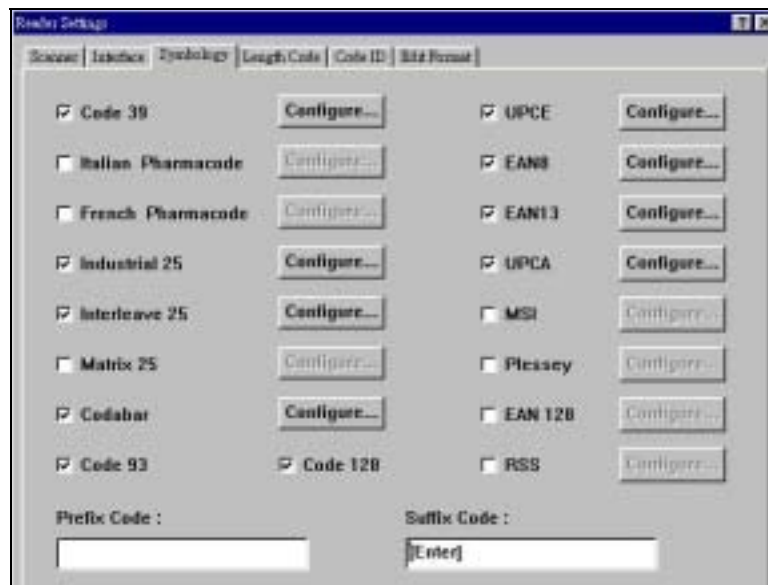 Reader Settings
Scanner Interface Symbology Length Code Code ID Edit Format
Code 39 Configure... UPCE Configure...
Italian Pharmacode Configure... EAN8 Configure...
French Pharmacode Configure... EAN13 Configure...
Industrial 25 Configure... UPCA Configure...
Interleave 25 Configure... MSI Configure...
Matrix 25 Configure... Plessey Configure...
Codabar Configure... EAN 128 Configure...
Code 93 Code 128 RSS Configure...
Prefix Code : Suffix Code :
[Enter]